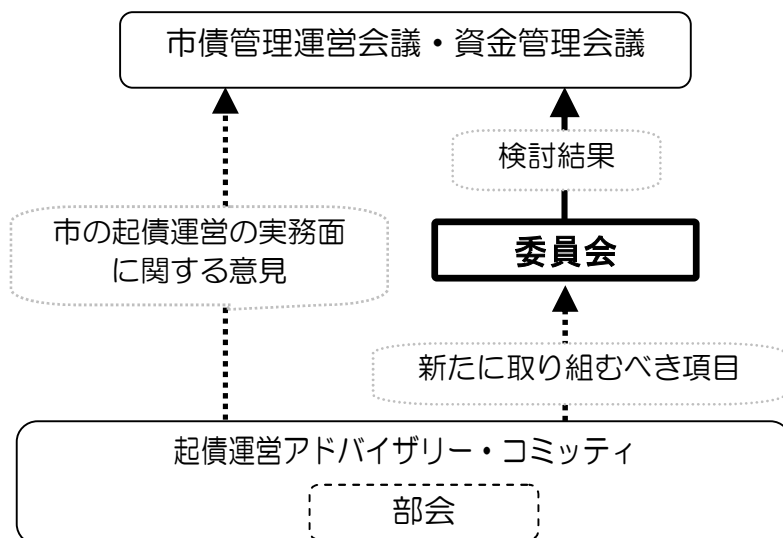 市債管理運営会議・資金管理会議
検討結果
市の起債運営の実務面
に関する意見
委員会
新たに取り組むべき項目
起債運営アドバイザリー・コミッティ
部会